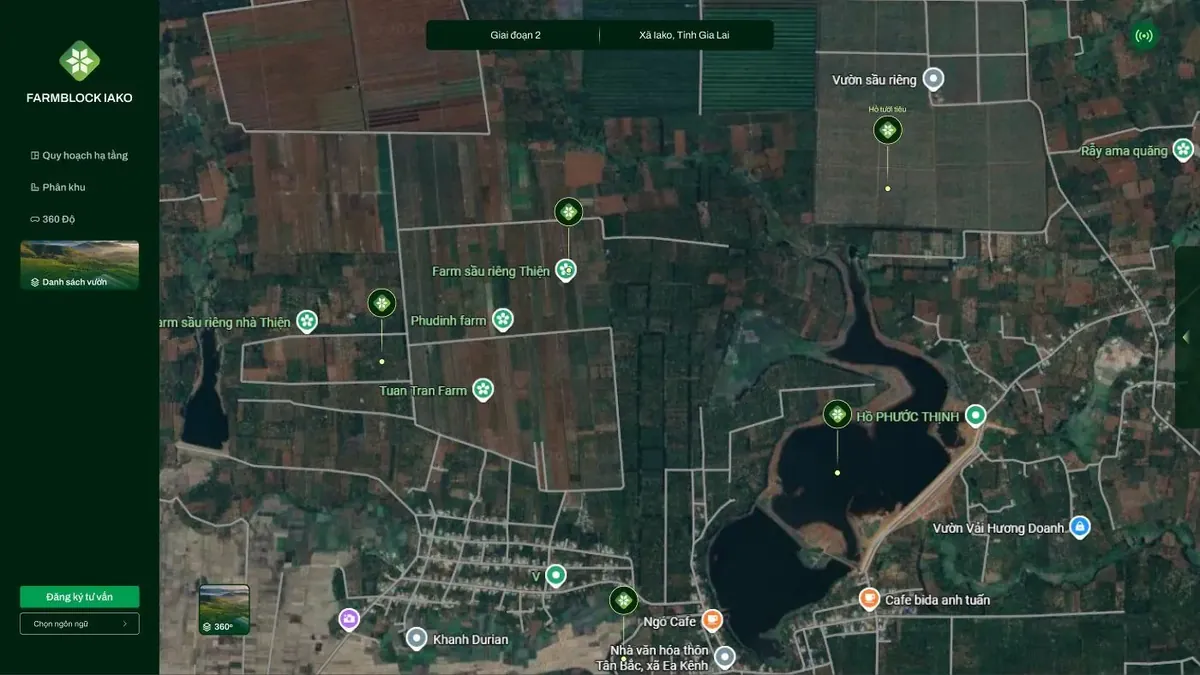 FARMBLOCK IAKO
Quy hoạch hạ tầng
Phân khu
360 Độ
Danh sách vườn
Đăng ký tư vấn
Chọn ngôn ngữ
Giai đoạn 2
Xã Iako, Tỉnh Gia Lai
Vườn sầu riêng
Hồ tưới tiêu
Rẫy ama quăng
Farm sầu riêng Thiện
arm sầu riêng nhà Thiện
Phudinh farm
Tuan Tran Farm
Hồ PHƯỚC THỊNH
Vườn Vải Hương Doanh
V
360°
Ngo Cafe
Cafe bida anh tuấn
Khanh Durian
Nhà văn hóa thôn
Tân Bắc, xã Ea Kênh